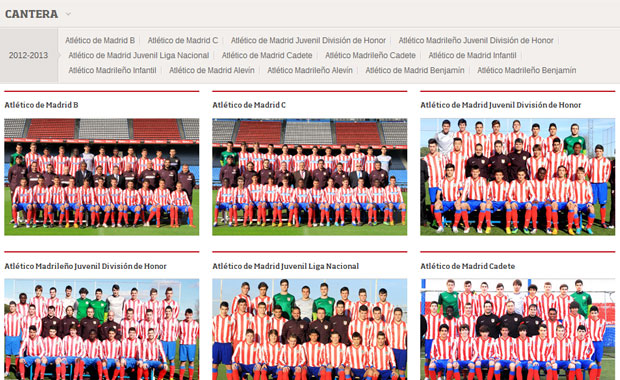 CANTERA
2012-2013
Atlético de Madrid B Atlético de Madrid C Atlético de Madrid Juvenil División de Honor Atlético Madrileño Juvenil División de Honor
Atlético de Madrid Juvenil Liga Nacional Atlético de Madrid Cadete Atlético Madrileño Cadete Atlético de Madrid Infantil
Atlético Madrileño Infantil Atlético de Madrid Alevín Atlético Madrileño Alevín Atlético de Madrid Benjamín Atlético Madrileño Benjamín
Atlético de Madrid B Atlético de Madrid C Atlético de Madrid Juvenil División de Honor
Atlético Madrileño Juvenil División de Honor Atlético de Madrid Juvenil Liga Nacional Atlético de Madrid Cadete